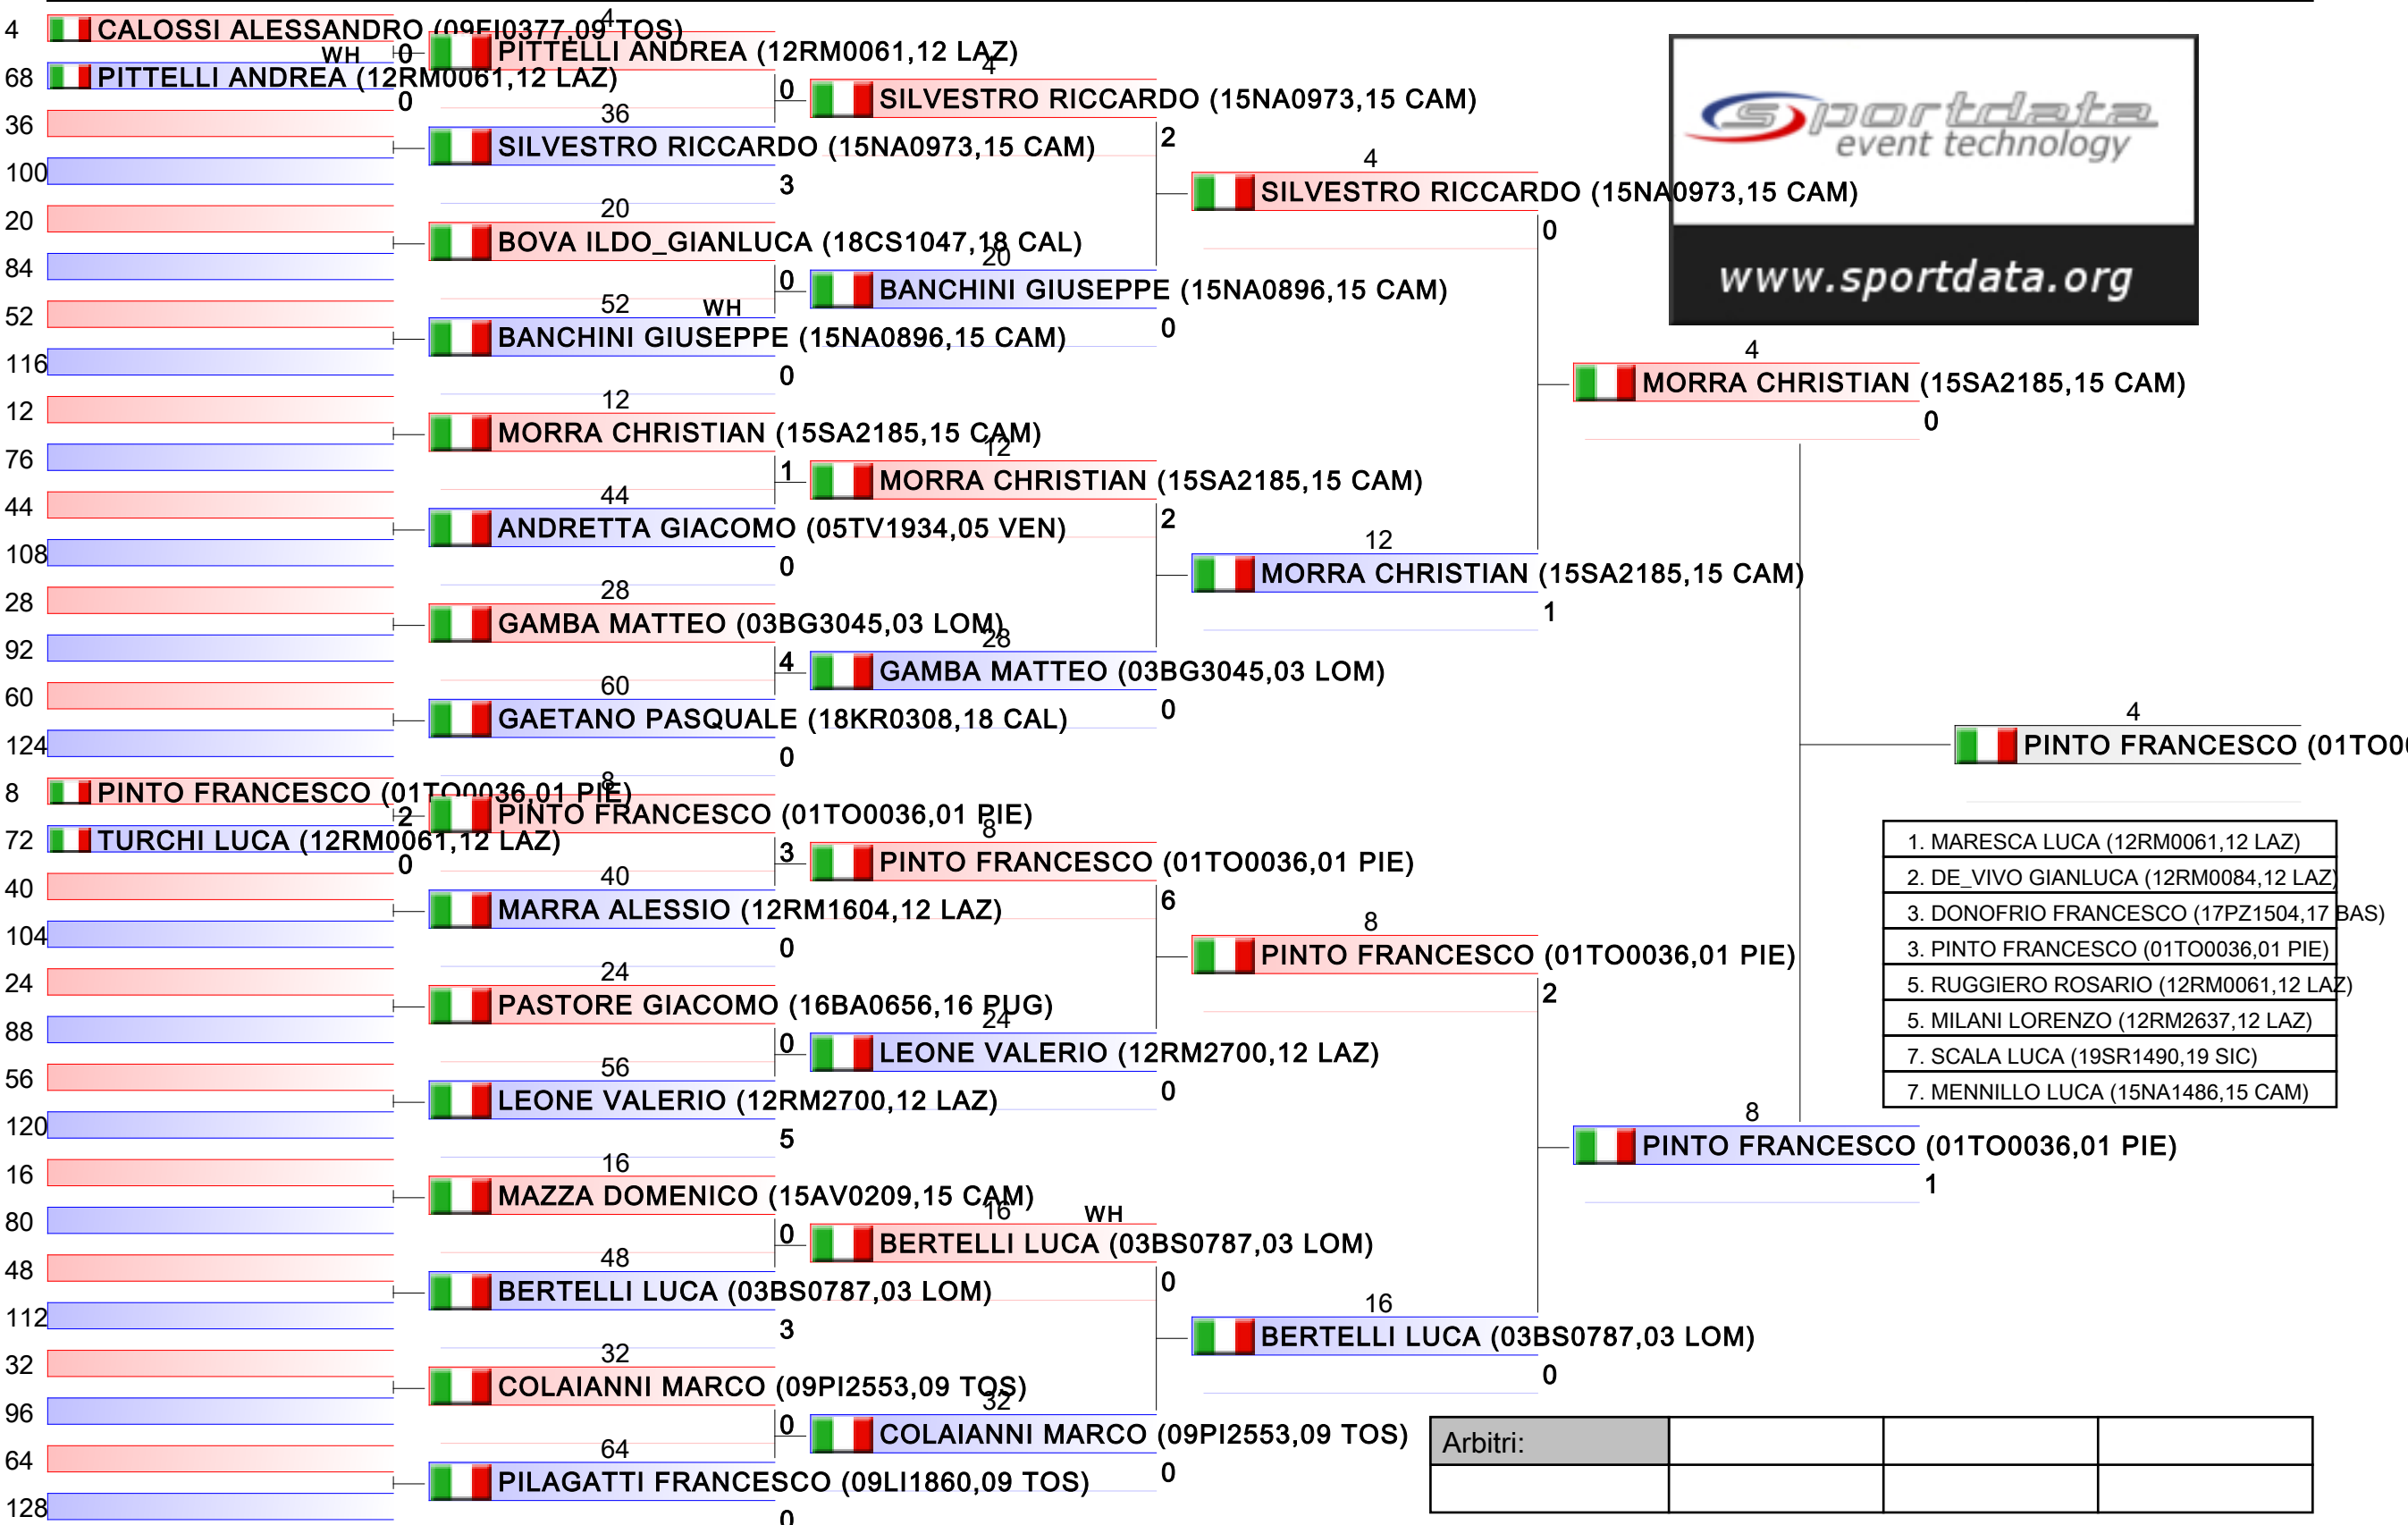 4 CALOSSI ALESSANDRO (09FI0377,09 TOS)
WH 0
68 PITTELLI ANDREA (12RM0061,12 LAZ)
0
36
100
20
84
52
116
12
76
44
108
28
92
60
124
8 PINTO FRANCESCO (01TO0036,01 PIE)
2
72 TURCHI LUCA (12RM0061,12 LAZ)
0
40
104
24
88
56
120
16
80
48
112
32
96
64
128
4
PITTELLI ANDREA (12RM0061,12 LAZ)
0
36
SILVESTRO RICCARDO (15NA0973,15 CAM)
3
20
BOVA ILDO_GIANLUCA (18CS1047,18 CAL)
0
52 WH
BANCHINI GIUSEPPE (15NA0896,15 CAM)
0
12
MORRA CHRISTIAN (15SA2185,15 CAM)
1
44
ANDRETTA GIACOMO (05TV1934,05 VEN)
0
28
GAMBA MATTEO (03BG3045,03 LOM)
4
60
GAETANO PASQUALE (18KR0308,18 CAL)
0
8
PINTO FRANCESCO (01TO0036,01 PIE)
3
40
MARRA ALESSIO (12RM1604,12 LAZ)
0
24
PASTORE GIACOMO (16BA0656,16 PUG)
0
56
LEONE VALERIO (12RM2700,12 LAZ)
5
16
MAZZA DOMENICO (15AV0209,15 CAM)
0
48
BERTELLI LUCA (03BS0787,03 LOM)
3
32
COLAIANNI MARCO (09PI2553,09 TOS)
0
64
PILAGATTI FRANCESCO (09LI1860,09 TOS)
0
4
SILVESTRO RICCARDO (15NA0973,15 CAM)
2
20
BANCHINI GIUSEPPE (15NA0896,15 CAM)
0
12
MORRA CHRISTIAN (15SA2185,15 CAM)
2
28
GAMBA MATTEO (03BG3045,03 LOM)
0
8
PINTO FRANCESCO (01TO0036,01 PIE)
6
24
LEONE VALERIO (12RM2700,12 LAZ)
0
16 WH
BERTELLI LUCA (03BS0787,03 LOM)
0
32
COLAIANNI MARCO (09PI2553,09 TOS)
0
4
SILVESTRO RICCARDO (15NA0973,15 CAM)
0
12
MORRA CHRISTIAN (15SA2185,15 CAM)
1
8
PINTO FRANCESCO (01TO0036,01 PIE)
2
16
BERTELLI LUCA (03BS0787,03 LOM)
0
sportdata
event technology
www.sportdata.org
4
MORRA CHRISTIAN (15SA2185,15 CAM)
0
8
PINTO FRANCESCO (01TO0036,01 PIE)
1
4
PINTO FRANCESCO (01TO0
1. MARESCA LUCA (12RM0061,12 LAZ)
2. DE_VIVO GIANLUCA (12RM0084,12 LAZ)
3. DONOFRIO FRANCESCO (17PZ1504,17 BAS)
3. PINTO FRANCESCO (01TO0036,01 PIE)
5. RUGGIERO ROSARIO (12RM0061,12 LAZ)
5. MILANI LORENZO (12RM2637,12 LAZ)
7. SCALA LUCA (19SR1490,19 SIC)
7. MENNILLO LUCA (15NA1486,15 CAM)
Arbitri: